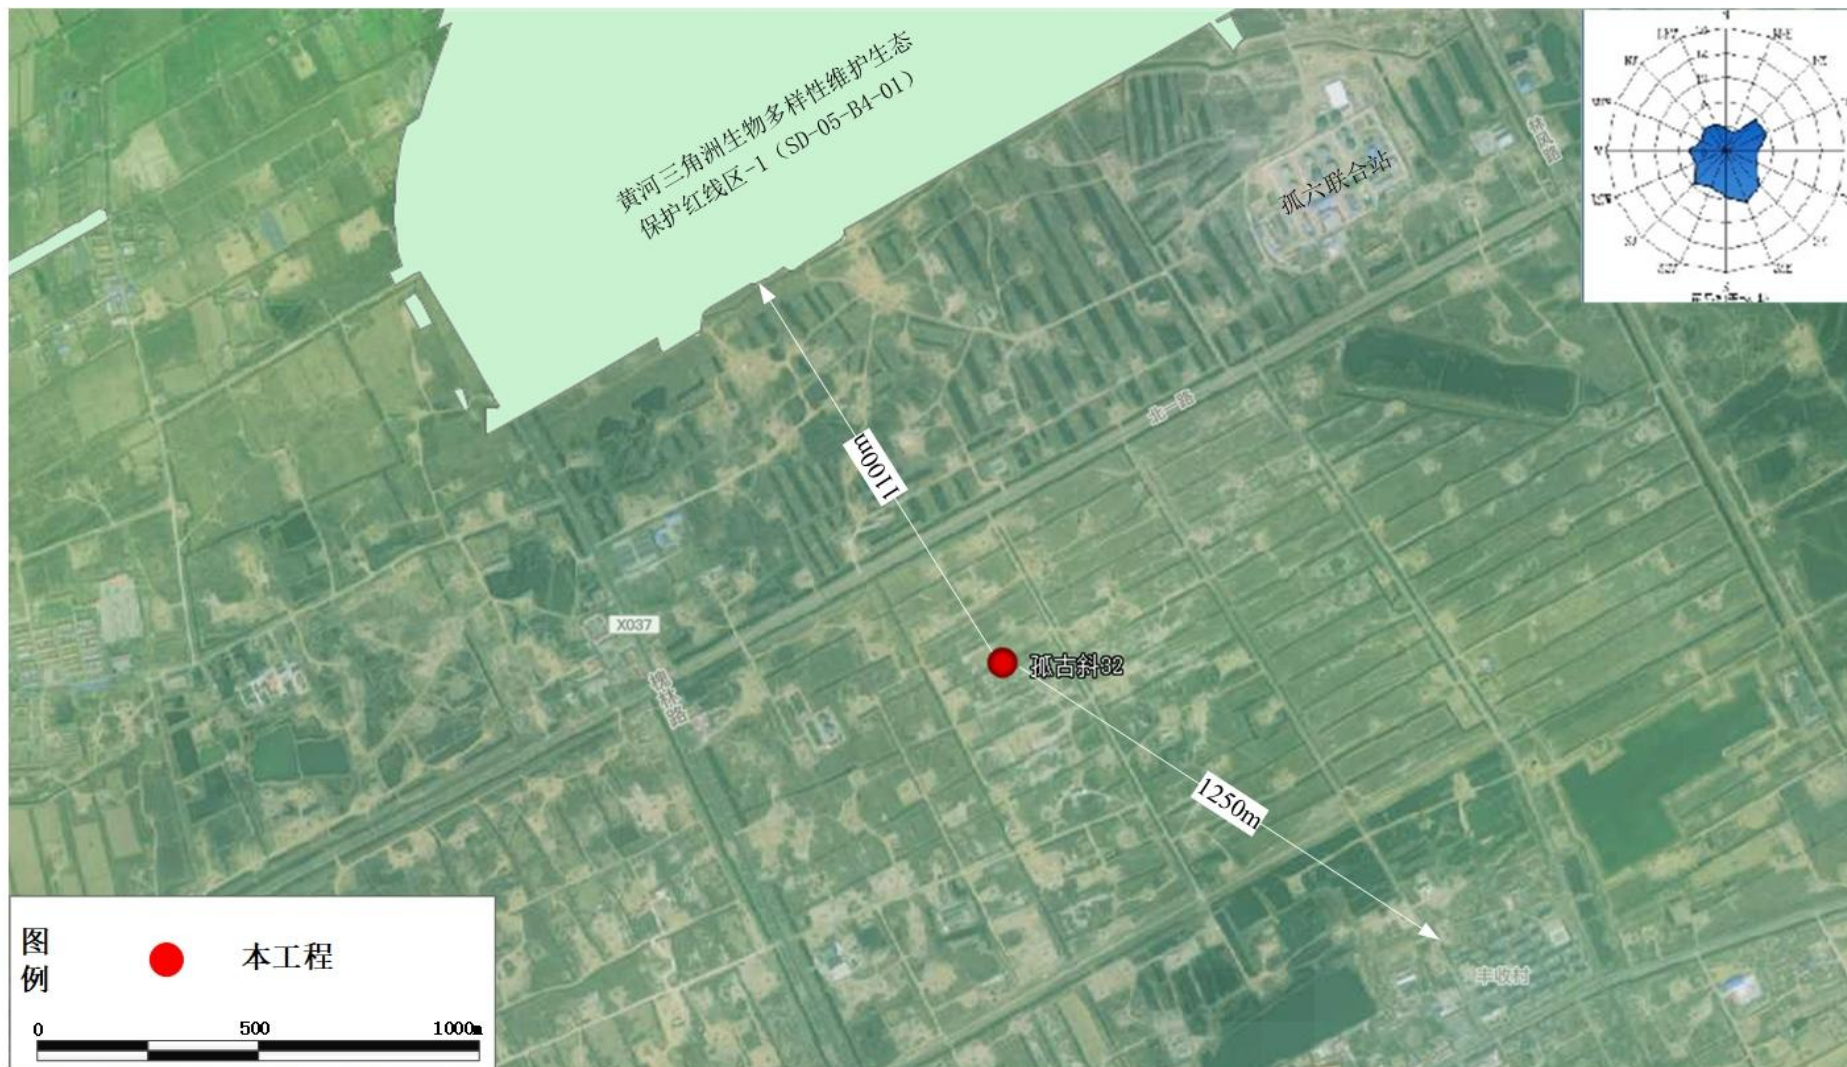 黄河三角洲生物多样性维护生态
保护红线区-1（SD-05-B4-01）
孤六联合站
北一路
1100m
X037
孤古斜32
1250m
丰收村
图例
本工程
0
500
1000m